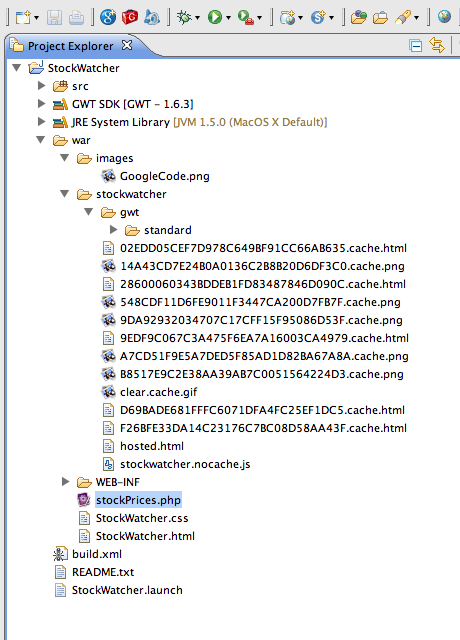 Project Explorer
StockWatcher
src
GWT SDK [GWT - 1.6.3]
JRE System Library [JVM 1.5.0 (MacOS X Default)]
war
images
GoogleCode.png
stockwatcher
gwt
standard
02EDD05CEF7D978C649BF91CC66AB635.cache.html
14A43CD7E24B0A0136C2B8B20D6DF3C0.cache.png
28600060343BDDEB1FD83487846D090C.cache.html
548CDF11D6FE9011F3447CA200D7FB7F.cache.png
9DA92932034707C17CFF15F95086D53F.cache.png
9EDF9C067C3A475F6EA7A16003CA4979.cache.html
A7CD51F9E5A7DED5F85AD1D82BA67A8A.cache.png
B8517E9C2E38AA39AB7C0051564224D3.cache.png
clear.cache.gif
D69BADE681FFFC6071DFA4FC25EF1DC5.cache.html
F26BFE33DA14C23176C7BC08D58AA43F.cache.html
hosted.html
stockwatcher.nocache.js
WEB-INF
stockPrices.php
StockWatcher.css
StockWatcher.html
build.xml
README.txt
StockWatcher.launch